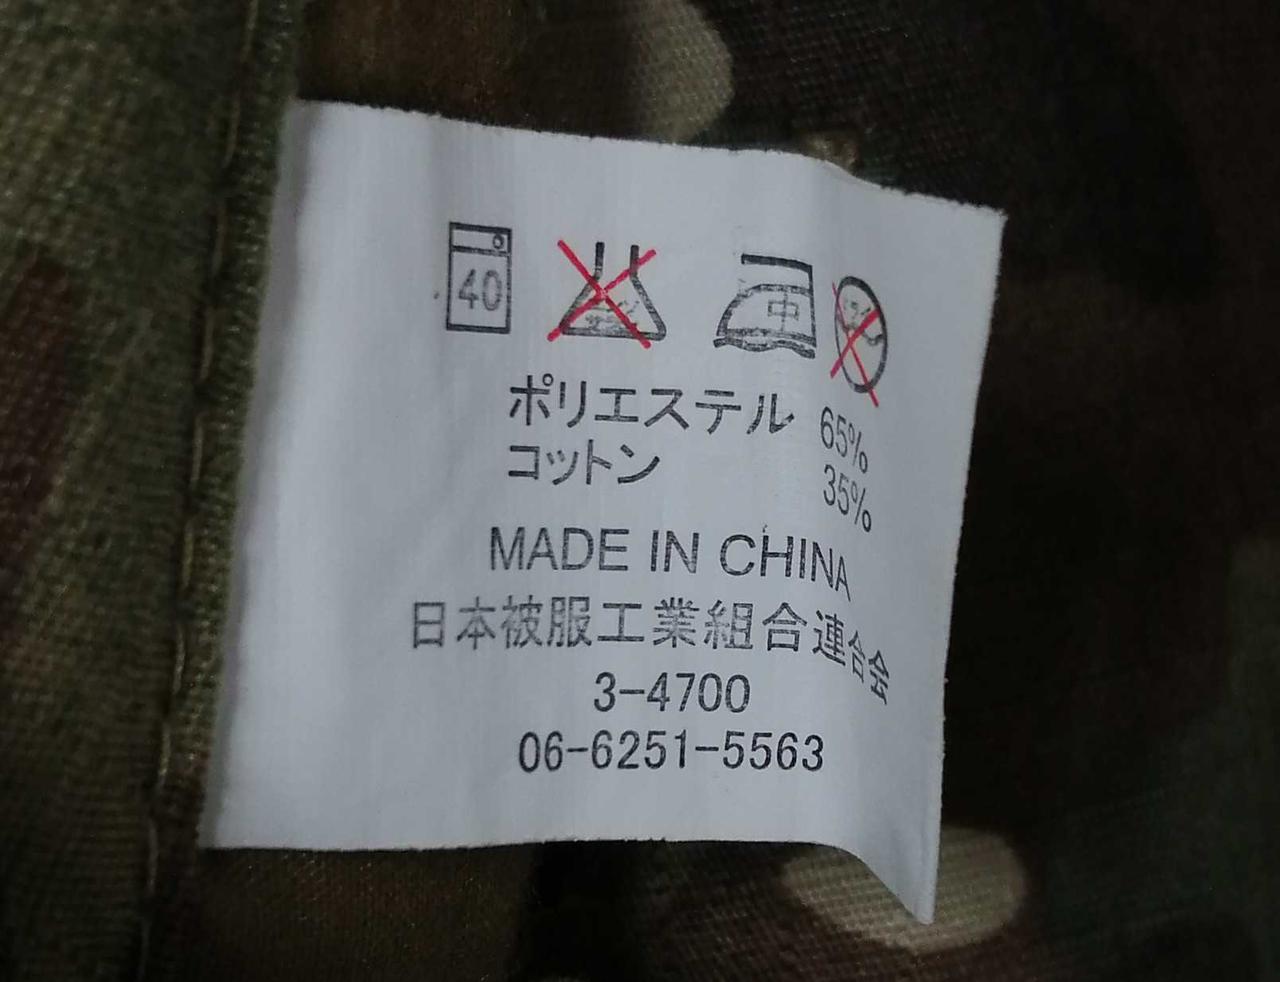 40 中
ポリエステル 65%
コットン 35%
MADE IN CHINA
日本被服工業組合連合会
3-4700
06-6251-5563